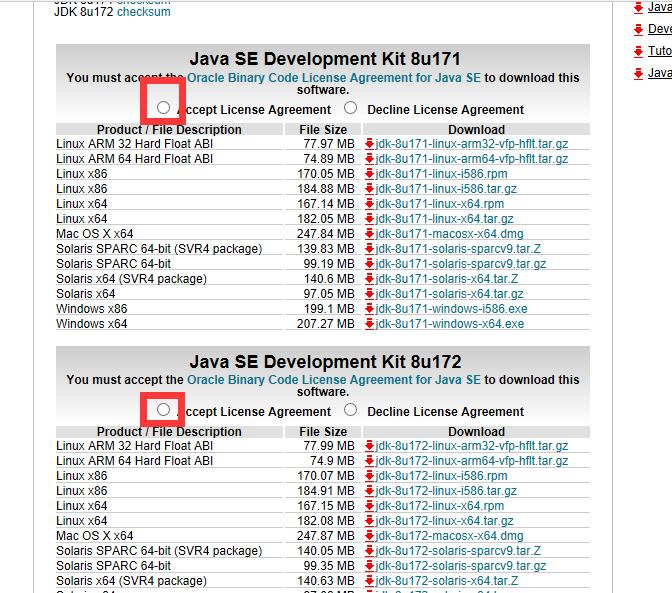 JDK 8u172 checksum
Java
Deve
Tuto
Java
Java SE Development Kit 8u171
You must accept the Oracle Binary Code License Agreement for Java SE to download this
software.
ccept License Agreement Decline License Agreement
Product / File Description File Size Download
Linux ARM 32 Hard Float ABI 77.97 MB jdk-8u171-linux-arm32-vfp-hflt.tar.gz
Linux ARM 64 Hard Float ABI 74.89 MB jdk-8u171-linux-arm64-vfp-hflt.tar.gz
Linux x86 170.05 MB jdk-8u171-linux-i586.rpm
Linux x86 184.88 MB jdk-8u171-linux-i586.tar.gz
Linux x64 167.14 MB jdk-8u171-linux-x64.rpm
Linux x64 182.05 MB jdk-8u171-linux-x64.tar.gz
Mac OS X x64 247.84 MB jdk-8u171-macosx-x64.dmg
Solaris SPARC 64-bit (SVR4 package) 139.83 MB jdk-8u171-solaris-sparcv9.tar.Z
Solaris SPARC 64-bit 99.19 MB jdk-8u171-solaris-sparcv9.tar.gz
Solaris x64 (SVR4 package) 140.6 MB jdk-8u171-solaris-x64.tar.Z
Solaris x64 97.05 MB jdk-8u171-solaris-x64.tar.gz
Windows x86 199.1 MB jdk-8u171-windows-i586.exe
Windows x64 207.27 MB jdk-8u171-windows-x64.exe
Java SE Development Kit 8u172
You must accept the Oracle Binary Code License Agreement for Java SE to download this
software.
ccept License Agreement Decline License Agreement
Product / File Description File Size Download
Linux ARM 32 Hard Float ABI 77.99 MB jdk-8u172-linux-arm32-vfp-hflt.tar.gz
Linux ARM 64 Hard Float ABI 74.9 MB jdk-8u172-linux-arm64-vfp-hflt.tar.gz
Linux x86 170.07 MB jdk-8u172-linux-i586.rpm
Linux x86 184.91 MB jdk-8u172-linux-i586.tar.gz
Linux x64 167.15 MB jdk-8u172-linux-x64.rpm
Linux x64 182.08 MB jdk-8u172-linux-x64.tar.gz
Mac OS X x64 247.87 MB jdk-8u172-macosx-x64.dmg
Solaris SPARC 64-bit (SVR4 package) 140.05 MB jdk-8u172-solaris-sparcv9.tar.Z
Solaris SPARC 64-bit 99.35 MB jdk-8u172-solaris-sparcv9.tar.gz
Solaris x64 (SVR4 package) 140.63 MB jdk-8u172-solaris-x64.tar.Z